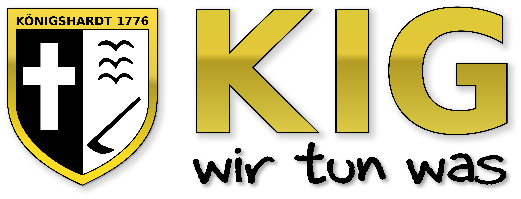 KÖNIGSHARDT 1776
KIG
wir tun was